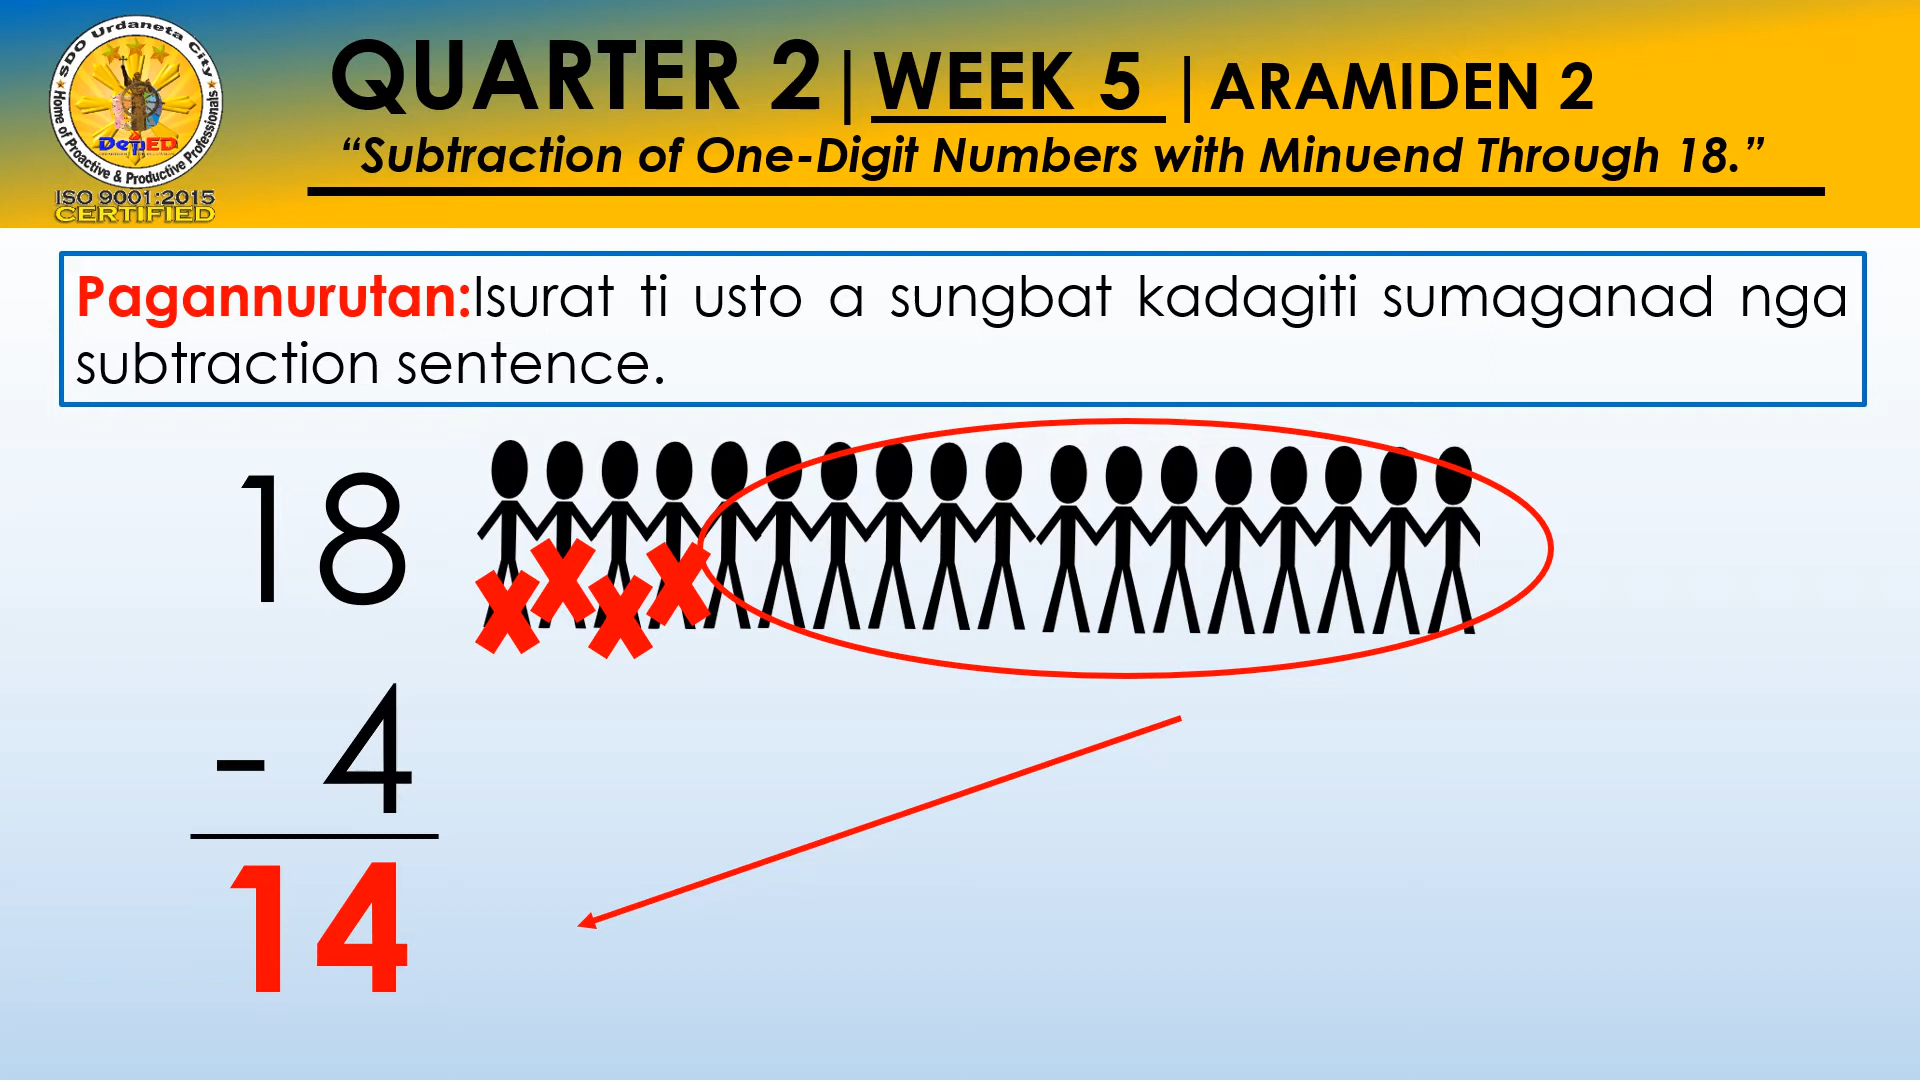 SDO Urdaneta City
Home of Proactive & Productive Professionals
DepED
ISO 9001:2015
CERTIFIED
QUARTER 2|WEEK 5 |ARAMIDEN 2
“Subtraction of One-Digit Numbers with Minuend Through 18.”
Pagannurutan:Isurat ti usto a sungbat kadagiti sumaganad nga
subtraction sentence.
18
- 4
14